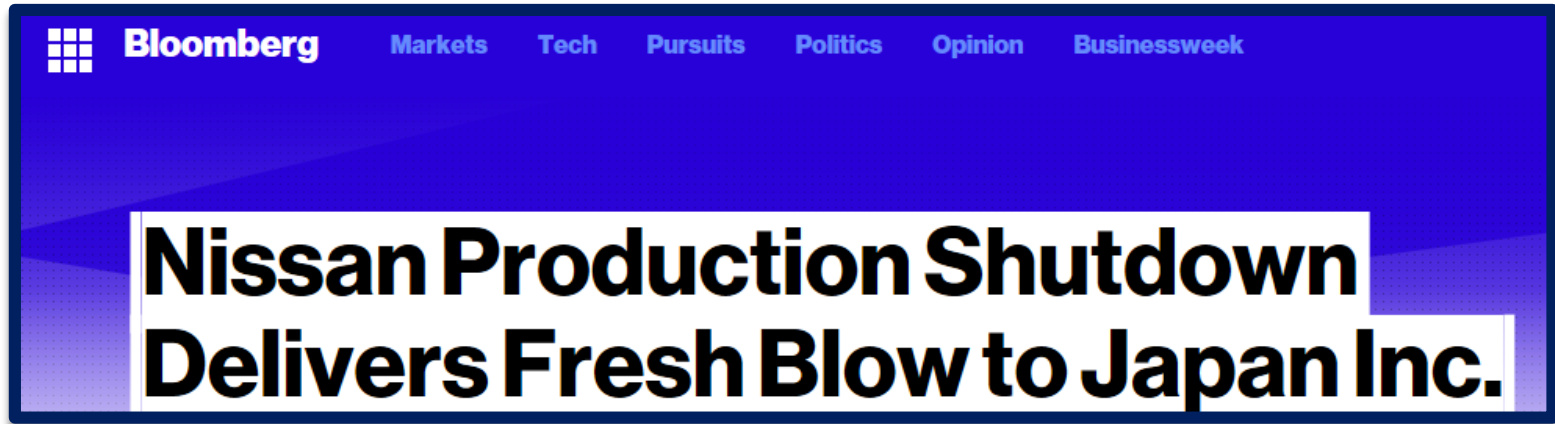 Bloomberg Markets Tech Pursuits Politics Opinion Businessweek
Nissan Production Shutdown
Delivers Fresh Blow to Japan Inc.